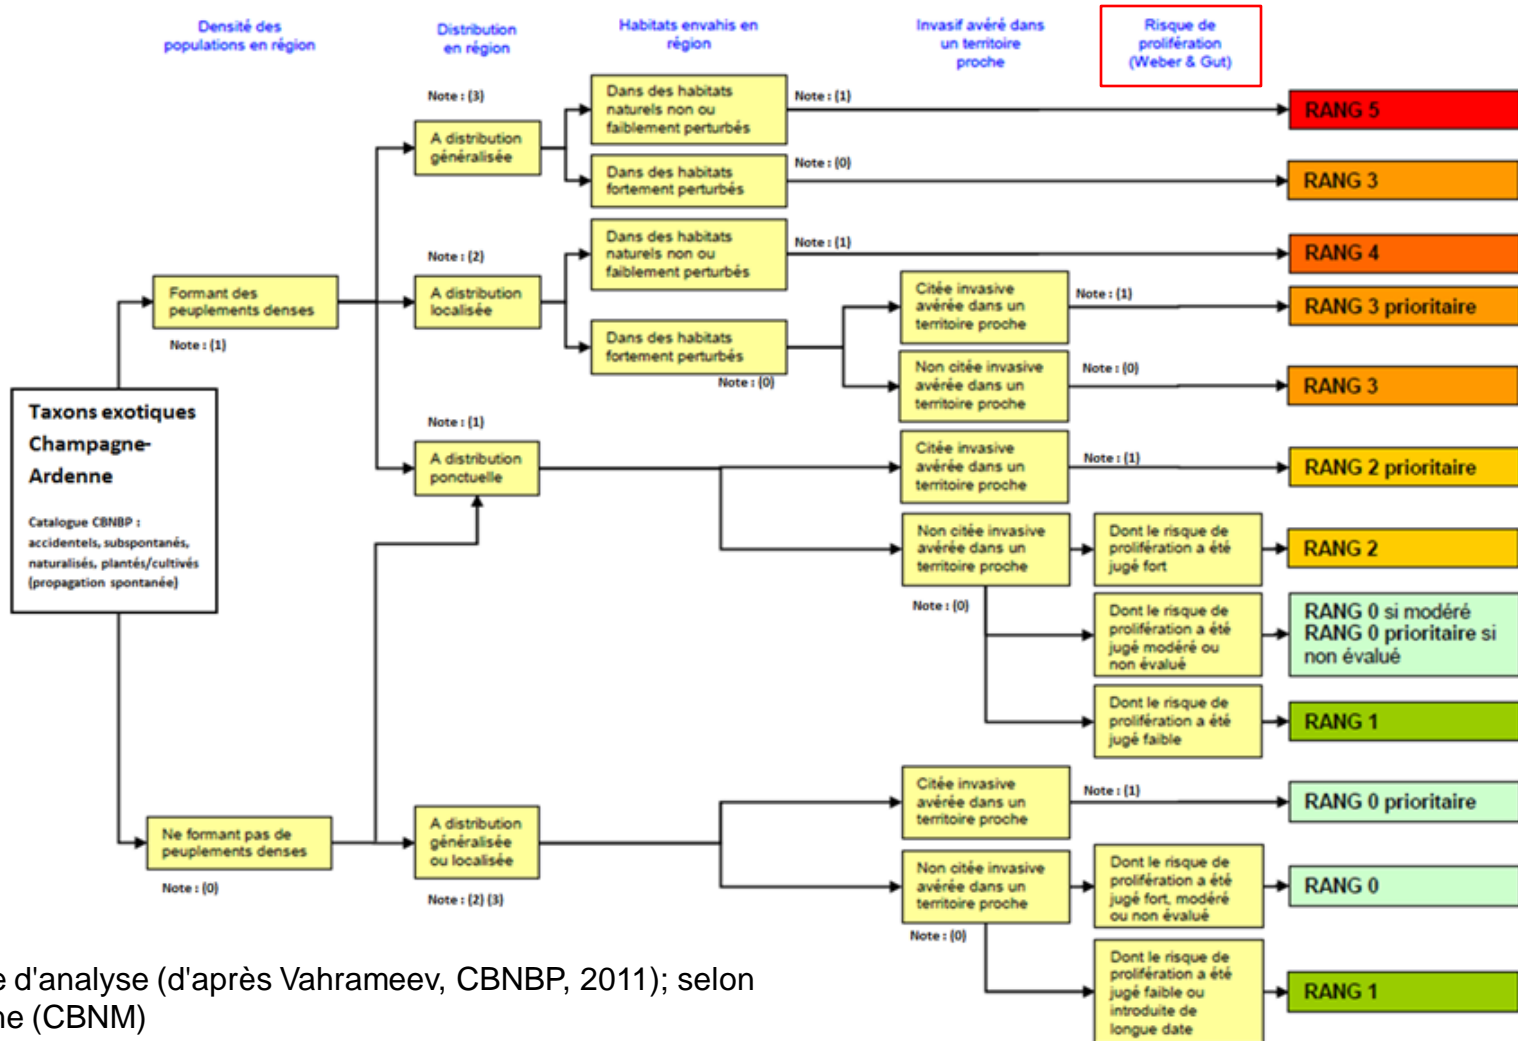 Densité des
populations en région
Distribution
en région
Habitats envahis en
région
Invasif avéré dans
un territoire
proche
Risque de
prolifération
(Weber & Gut)
Note : (3)
A distribution
généralisée
Dans des habitats
naturels non ou
faiblement perturbés
Note : (1)
RANG 5
Dans des habitats
fortement perturbés
Note : (0)
RANG 3
Note : (2)
A distribution
localisée
Dans des habitats
naturels non ou
faiblement perturbés
Note : (1)
RANG 4
Formant des
peuplements denses
Note : (1)
Dans des habitats
fortement perturbés
Note : (0)
Citée invasive
avérée dans un
territoire proche
Note : (1)
RANG 3 prioritaire
Non citée invasive
avérée dans un
territoire proche
Note : (0)
RANG 3
Taxons exotiques
Champagne-
Ardenne
Catalogue CBNBP :
accidentels, subspontanés,
naturalisés, plantés/cultivés
(propagation spontanée)
Note : (1)
A distribution
ponctuelle
Citée invasive
avérée dans un
territoire proche
Note : (1)
RANG 2 prioritaire
Non citée invasive
avérée dans un
territoire proche
Note : (0)
Dont le risque de
prolifération a été
jugé fort
RANG 2
Dont le risque de
prolifération a été
jugé modéré ou
non évalué
RANG 0 si modéré
RANG 0 prioritaire si
non évalué
Dont le risque de
prolifération a été
jugé faible
RANG 1
Ne formant pas de
peuplements denses
Note : (0)
A distribution
généralisée
ou localisée
Note : (2) (3)
Citée invasive
avérée dans un
territoire proche
Note : (1)
RANG 0 prioritaire
Non citée invasive
avérée dans un
territoire proche
Note : (0)
Dont le risque de
prolifération a été
jugé fort, modéré
ou non évalué
RANG 0
Dont le risque de
prolifération a été
jugé faible ou
introduite de
longue date
RANG 1
e d'analyse (d'après Vahrameev, CBNBP, 2011); selon
ne (CBNM)